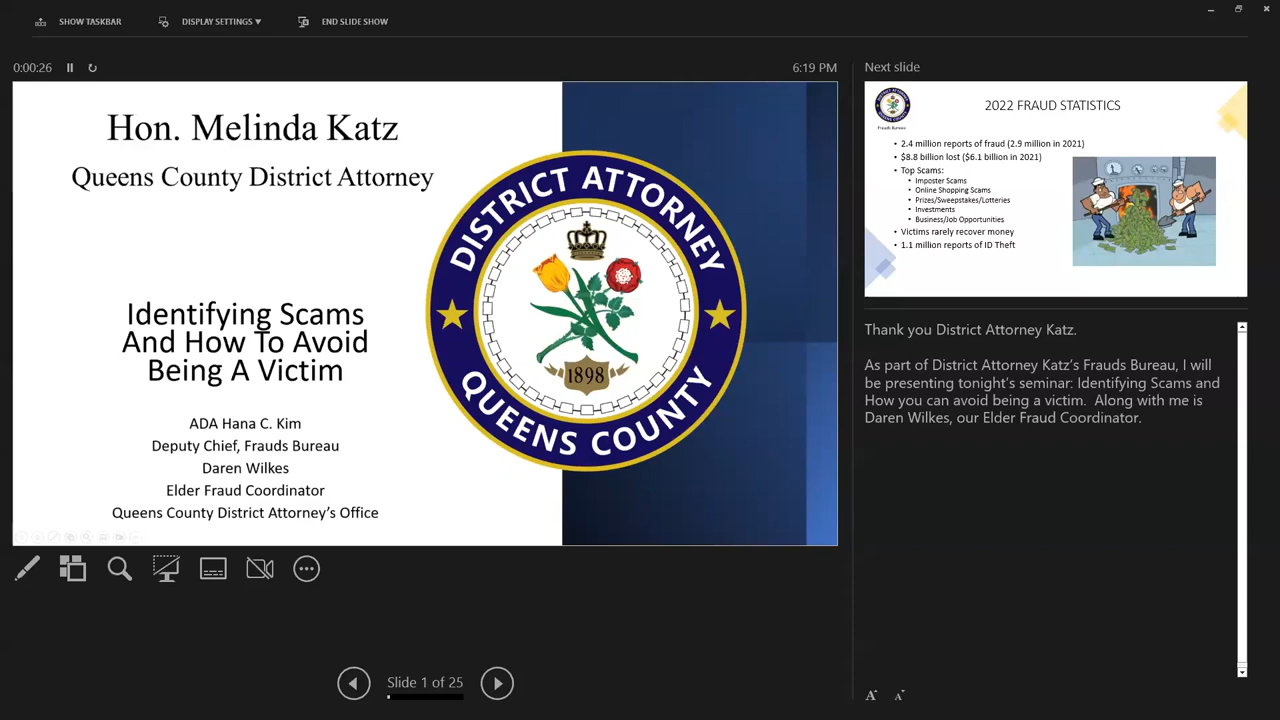 SHOW TASKBAR
DISPLAY SETTINGS ▼
END SLIDE SHOW
0:00:26
6:19 PM
Hon. Melinda Katz
Queens County District Attorney
Identifying Scams
And How To Avoid
Being A Victim
ADA Hana C. Kim
Deputy Chief, Frauds Bureau
Daren Wilkes
Elder Fraud Coordinator
Queens County District Attorney's Office
DISTRICT ATTORNEY
1898
QUEENS COUNTY
Slide 1 of 25
Next slide
DISTRICT ATTORNEY
QUEENS COUNTY
Frauds Bureau
2022 FRAUD STATISTICS
• 2.4 million reports of fraud (2.9 million in 2021)
• $8.8 billion lost ($6.1 billion in 2021)
• Top Scams:
• Imposter Scams
• Online Shopping Scams
• Prizes/Sweepstakes/Lotteries
• Investments
• Business/Job Opportunities
• Victims rarely recover money
• 1.1 million reports of ID Theft
Thank you District Attorney Katz.
As part of District Attorney Katz's Frauds Bureau, I will
be presenting tonight's seminar: Identifying Scams and
How you can avoid being a victim.  Along with me is
Daren Wilkes, our Elder Fraud Coordinator.
A
A